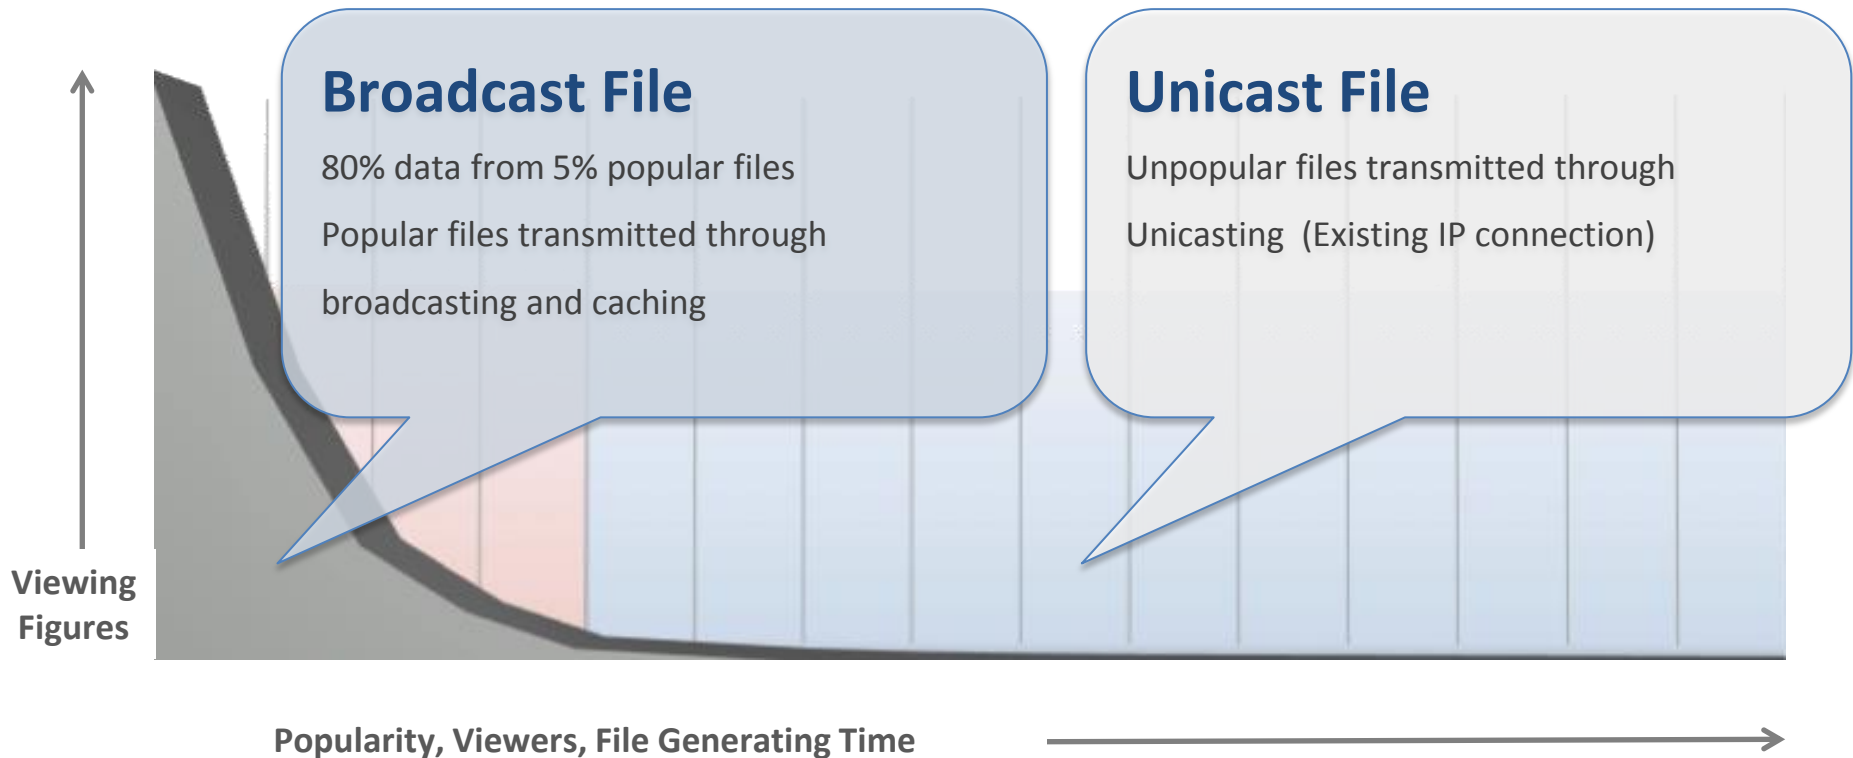 Broadcast File
80% data from 5% popular files
Popular files transmitted through
broadcasting and caching
Unicast File
Unpopular files transmitted through
Unicasting (Existing IP connection)
Viewing
Figures
Popularity, Viewers, File Generating Time